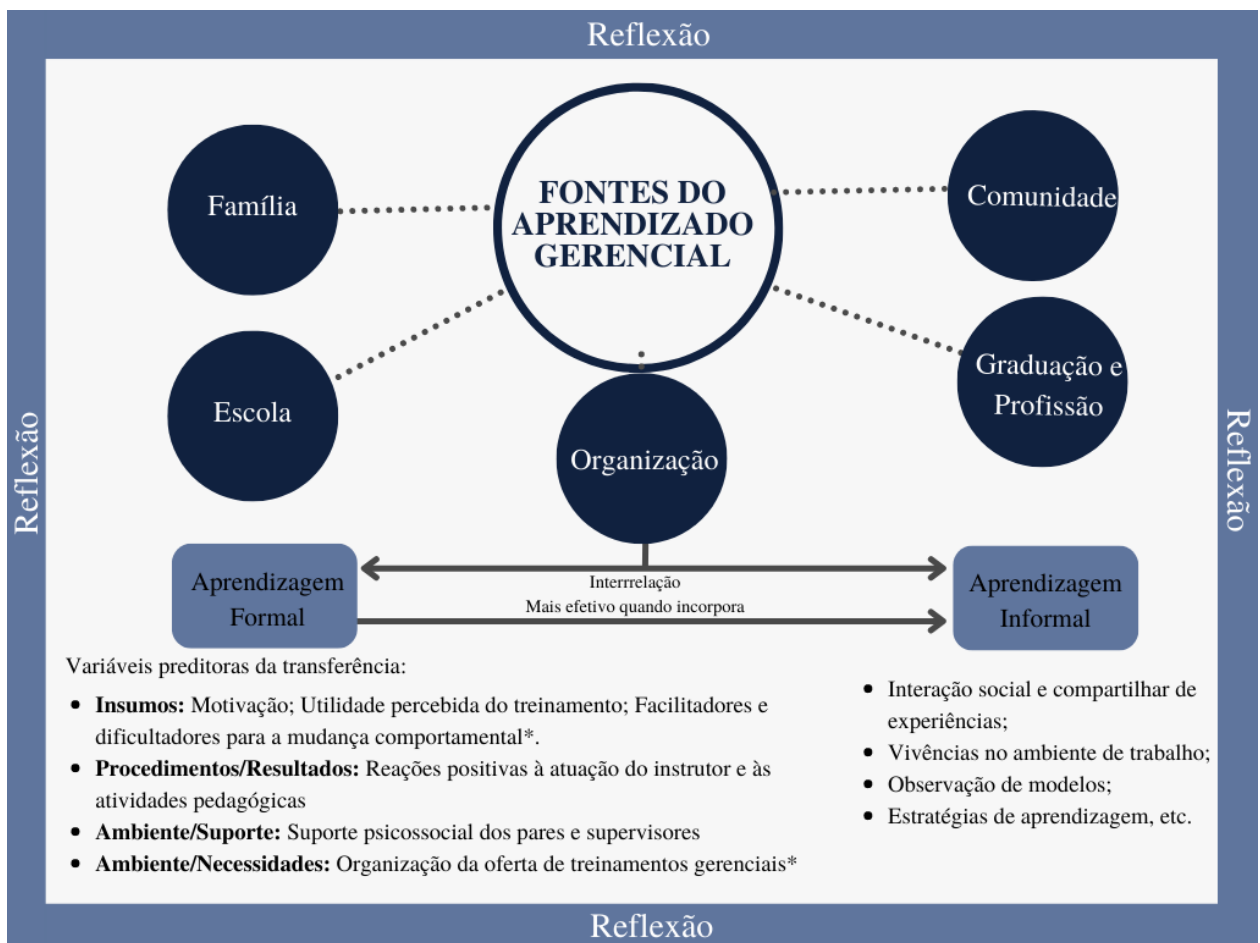 Reflexão
Família
FONTES DO
APRENDIZADO
GERENCIAL
Comunidade
Escola
Organização
Graduação e
Profissão
Reflexão
Reflexão
Aprendizagem
Formal
Interrrelação
Mais efetivo quando incorpora
Aprendizagem
Informal
Variáveis preditoras da transferência:
• Insumos: Motivação; Utilidade percebida do treinamento; Facilitadores e
dificultadores para a mudança comportamental*.
• Procedimentos/Resultados: Reações positivas à atuação do instrutor e às
atividades pedagógicas
• Ambiente/Suporte: Suporte psicossocial dos pares e supervisores
• Ambiente/Necessidades: Organização da oferta de treinamentos gerenciais*
• Interação social e compartilhar de
experiências;
• Vivências no ambiente de trabalho;
• Observação de modelos;
• Estratégias de aprendizagem, etc.
Reflexão